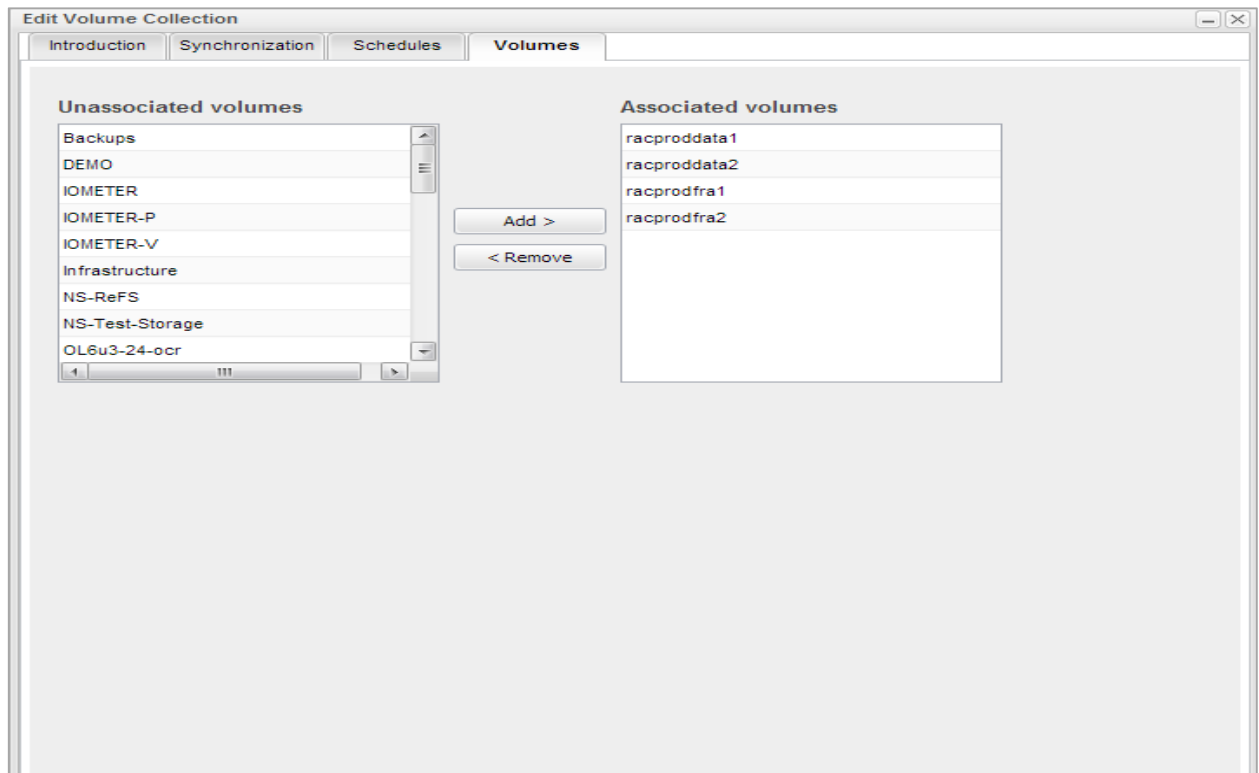 Edit Volume Collection
Introduction Synchronization Schedules Volumes
Unassociated volumes
Backups
DEMO
IOMETER
IOMETER-P
IOMETER-V
Infrastructure
NS-ReFS
NS-Test-Storage
OL6u3-24-ocr
Add >
< Remove
Associated volumes
racproddata1
racproddata2
racprodfra1
racprodfra2